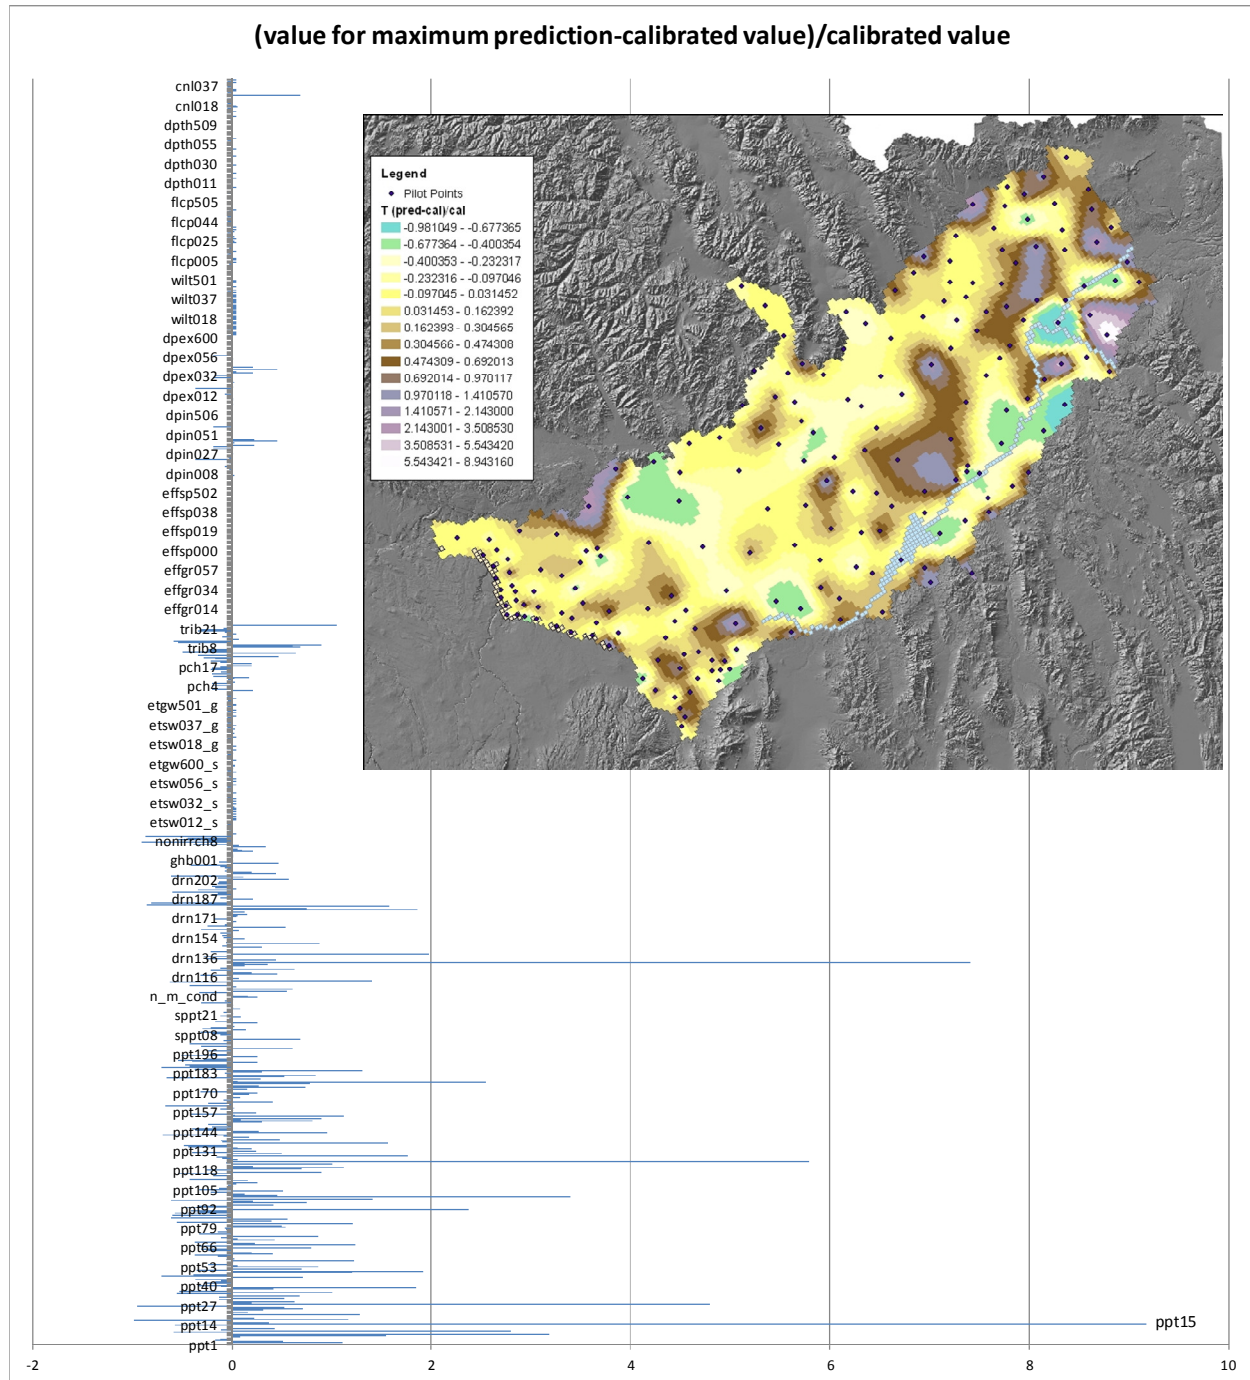 (value for maximum prediction-calibrated value)/calibrated value
cnl037
cnl018
dpth509
dpth055
dpth030
dpth011
flcp505
flcp044
flcp025
flcp005
wilt501
wilt037
wilt018
dpex600
dpex056
dpex032
dpex012
dpin506
dpin051
dpin027
dpin008
effsp502
effsp038
effsp019
effsp000
effgr057
effgr034
effgr014
trib21
trib8
pch17
pch4
etgw501_g
etsw037_g
etsw018_g
etgw600_s
etsw056_s
etsw032_s
etsw012_s
nonirrch8
ghb001
drn202
drn187
drn171
drn154
drn136
drn116
n_m_cond
sppt21
sppt08
ppt196
ppt183
ppt170
ppt157
ppt144
ppt131
ppt118
ppt105
ppt92
ppt79
ppt66
ppt53
ppt40
ppt27
ppt14
ppt1
Legend
Pilot Points
T (pred-cal)/cal
-0.981049 - -0.677365
-0.677364 - -0.400354
-0.400353 - -0.232317
-0.232316 - -0.097046
-0.097045 - 0.031452
0.031453 - 0.162392
0.162393 - 0.304565
0.304566 - 0.474308
0.474309 - 0.692013
0.692014 - 0.970117
0.970118 - 1.410570
1.410571 - 2.143000
2.143001 - 3.508530
3.508531 - 5.543420
5.543421 - 8.943160
ppt15
-2 0 2 4 6 8 10